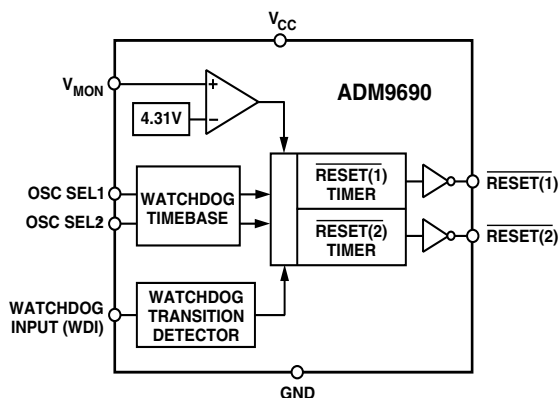 VCC
VMON
ADM9690
4.31V
+
−
RESET(1)
TIMER
RESET(1)
OSC SEL1
WATCHDOG
TIMEBASE
OSC SEL2
RESET(2)
TIMER
RESET(2)
WATCHDOG
INPUT (WDI)
WATCHDOG
TRANSITION
DETECTOR
GND